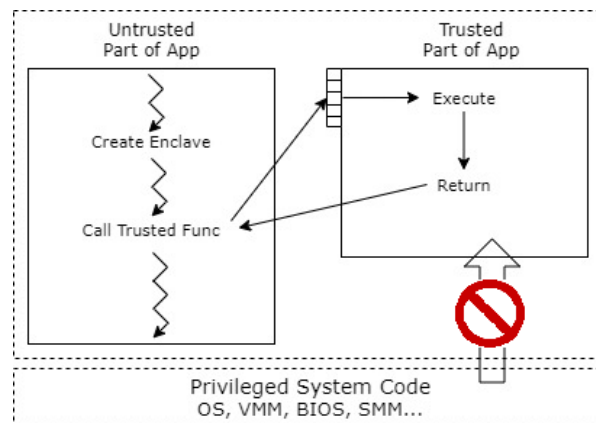 Untrusted
Part of App
Trusted
Part of App
Create Enclave
Call Trusted Func
Execute
Return
Privileged System Code
OS, VMM, BIOS, SMM...